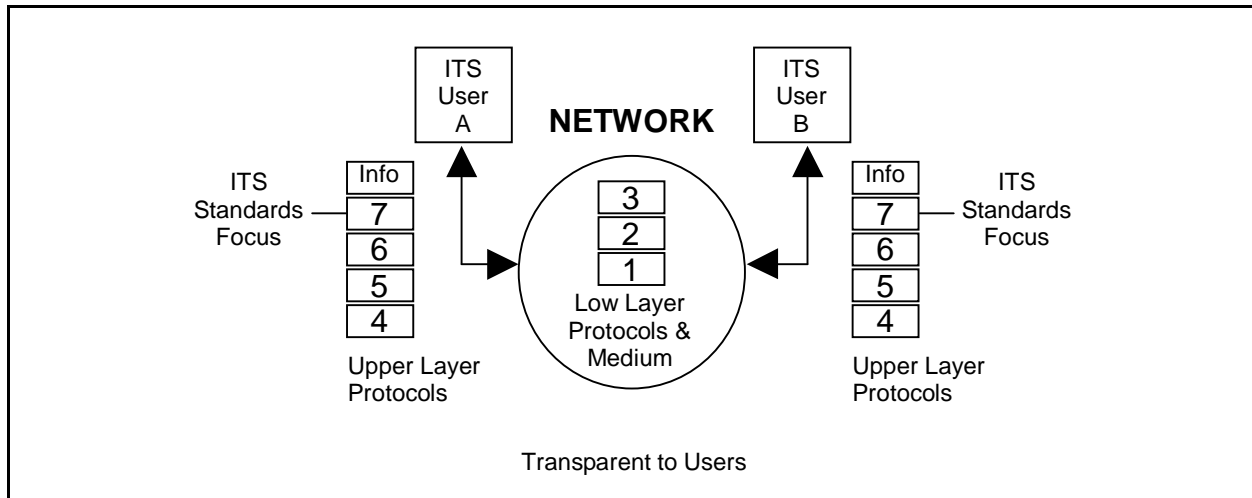 ITS
User
A
ITS
User
B
NETWORK
ITS
Standards
Focus
Info
7
6
5
4
Upper Layer
Protocols
3
2
1
Low Layer
Protocols &
Medium
Info
7
6
5
4
Upper Layer
Protocols
ITS
Standards
Focus
Transparent to Users